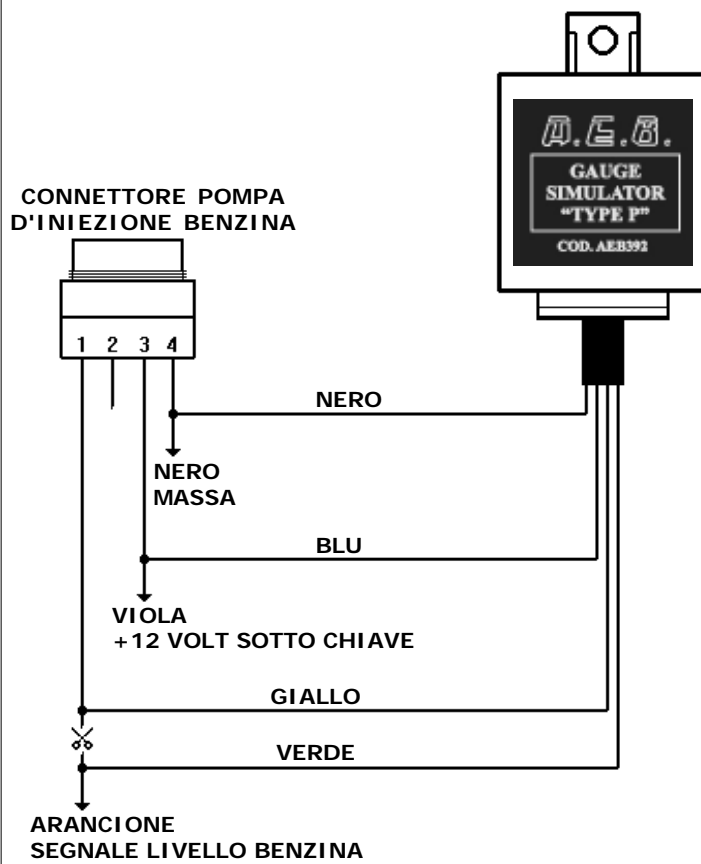 A.E.B.
GAUGE
SIMULATOR
"TYPE P"
COD. AEB392
CONNETTORE POMPA
D'INIEZIONE BENZINA
1 2 3 4
NERO
NERO
MASSA
BLU
VIOLA
+12 VOLT SOTTO CHIAVE
GIALLO
VERDE
ARANCIONE
SEGNALE LIVELLO BENZINA